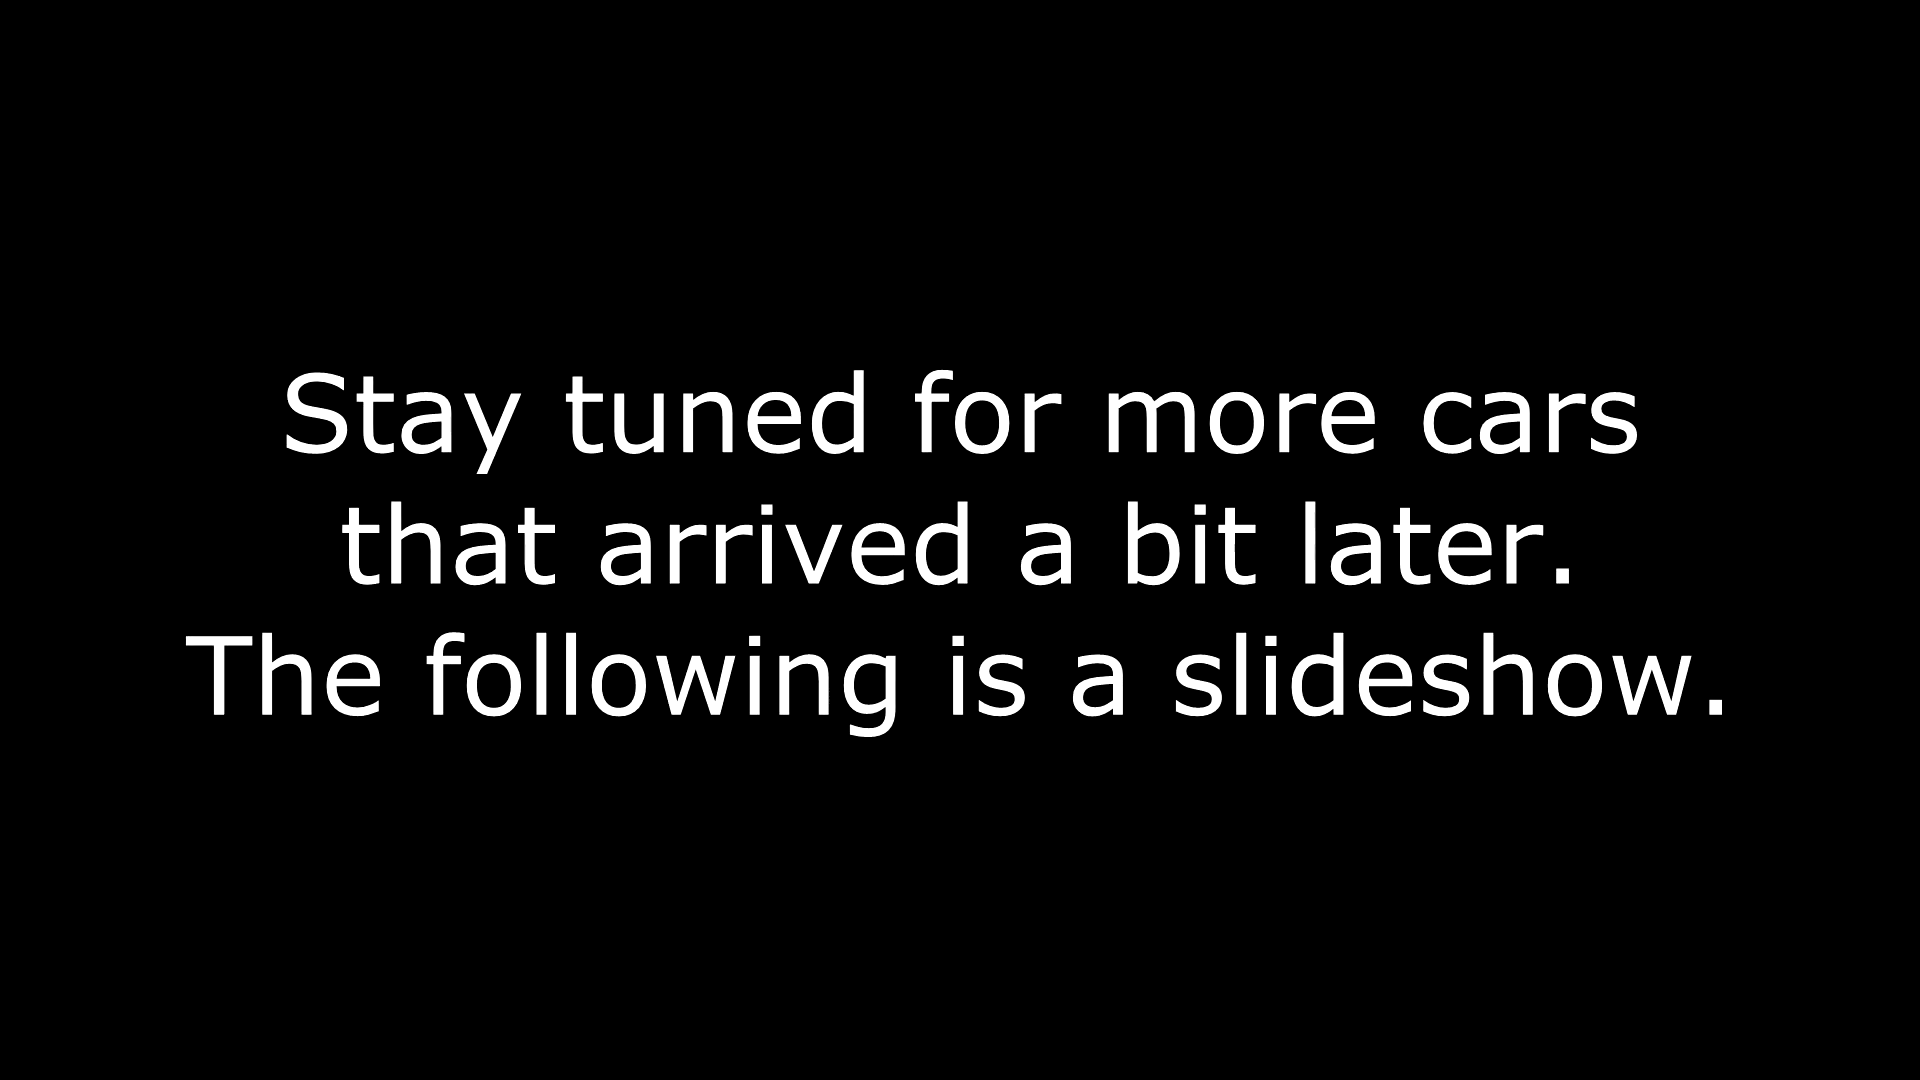 Stay tuned for more cars
that arrived a bit later.
The following is a slideshow.